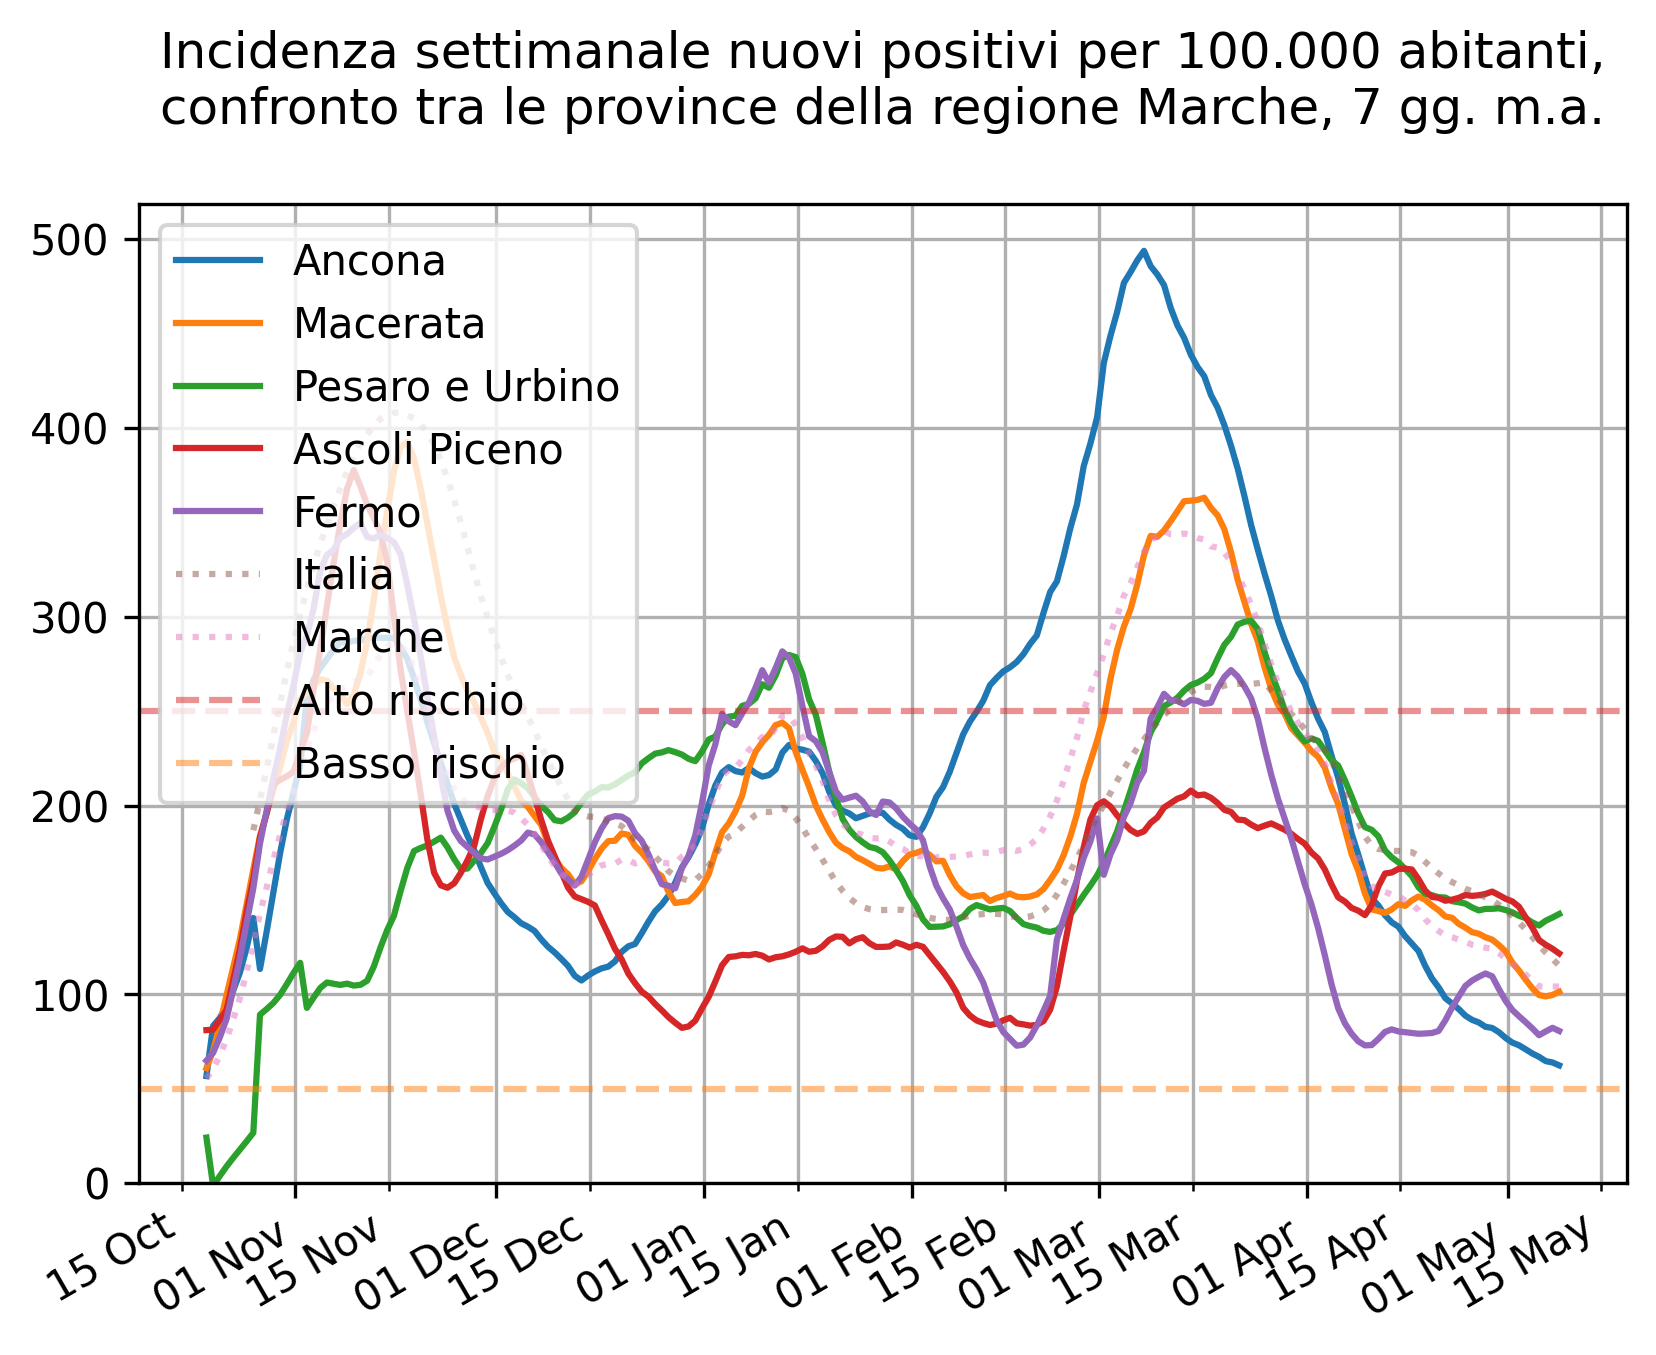 Incidenza settimanale nuovi positivi per 100.000 abitanti,
confronto tra le province della regione Marche, 7 gg. m.a.
500
400
300
200
100
0
Ancona
Macerata
Pesaro e Urbino
Ascoli Piceno
Fermo
Italia
Marche
Alto rischio
Basso rischio
15 Oct
01 Nov
15 Nov
01 Dec
15 Dec
01 Jan
15 Jan
01 Feb
15 Feb
01 Mar
15 Mar
01 Apr
15 Apr
01 May
15 May